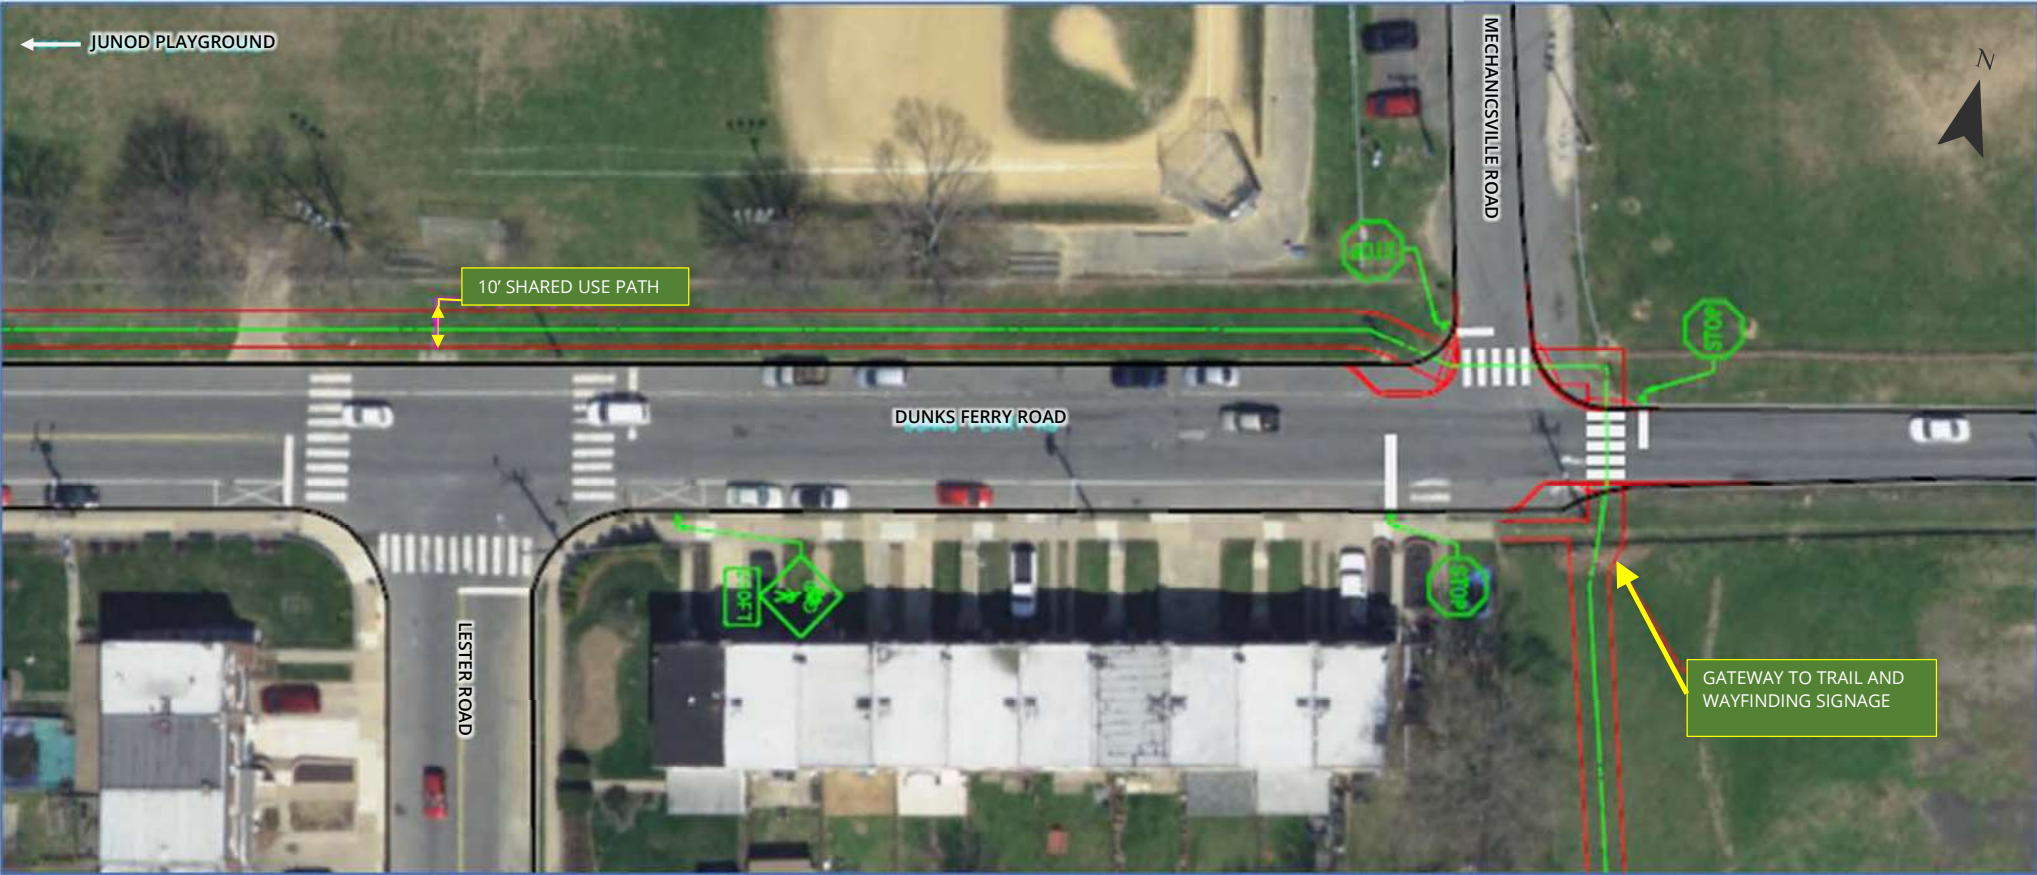 JUNOD PLAYGROUND
N
MECHANICSVILLE ROAD
STOP
10' SHARED USE PATH
STOP
DUNKS FERRY ROAD
STOP
LESTER ROAD
GATEWAY TO TRAIL AND
WAYFINDING SIGNAGE